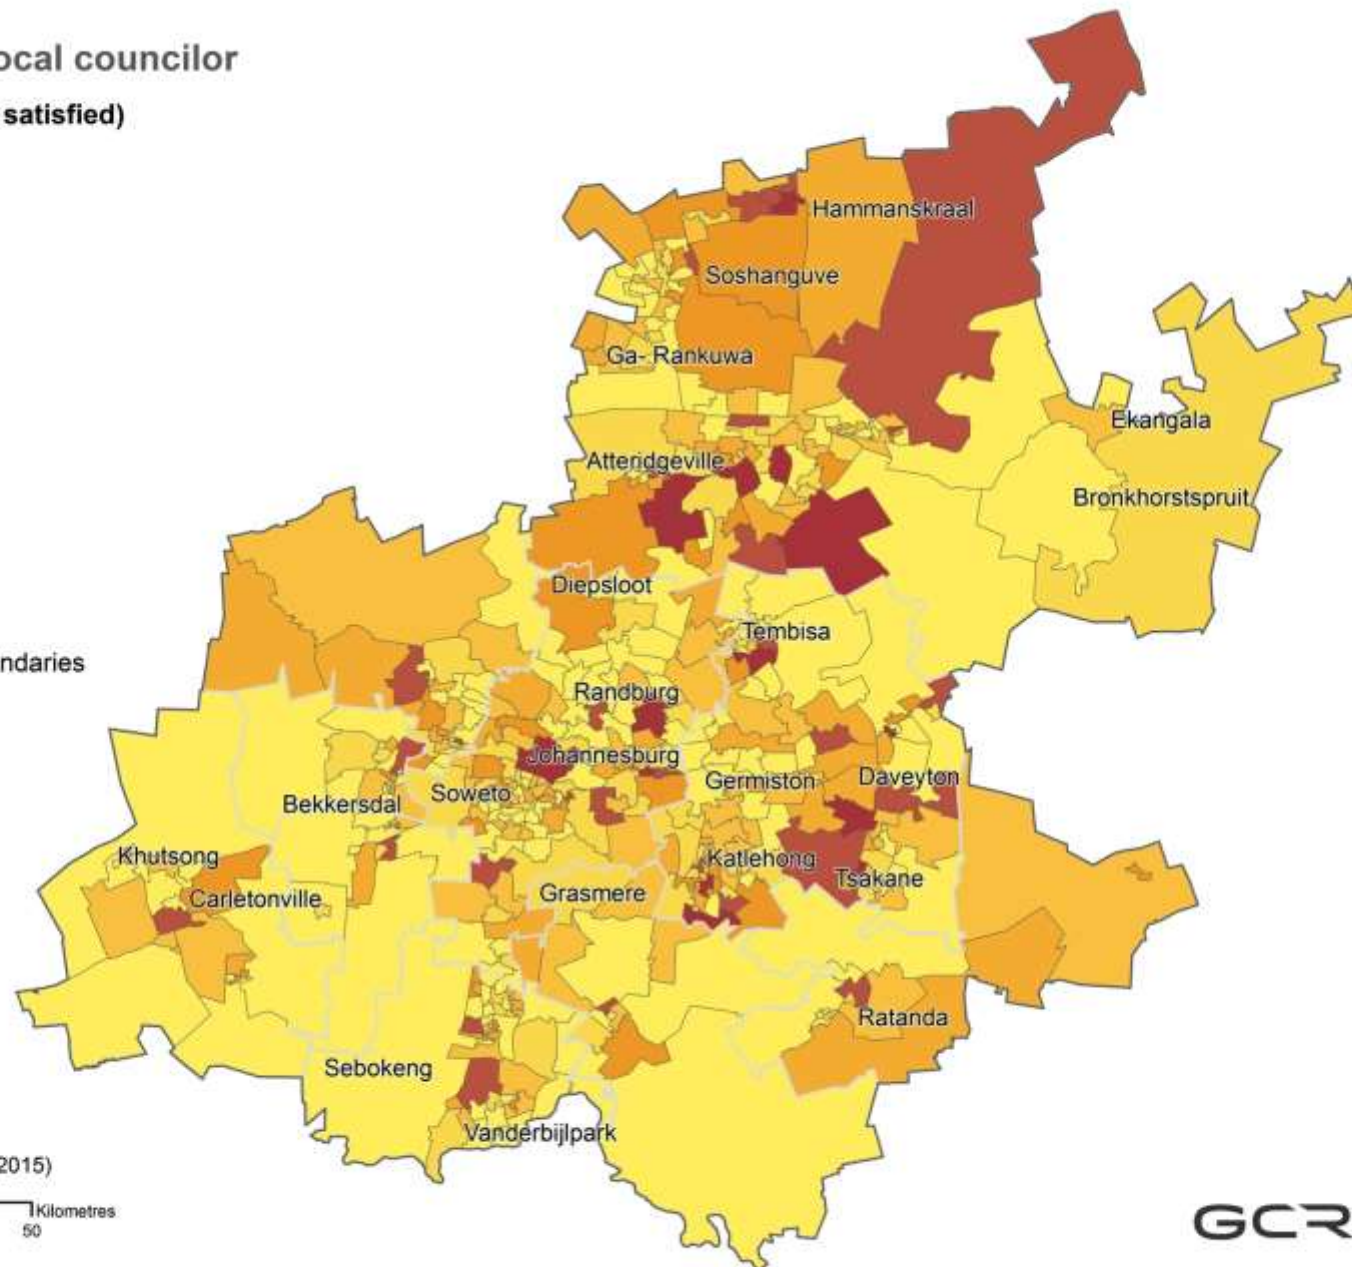 ocal councilor
satisfied)
Hammanskraal
Soshanguve
Ga- Rankuwa
Ekangala
Atteridgeville
Bronkhorstspruit
Diepsloot
Tembisa
ndaries
Randburg
Johannesburg
Germiston
Daveyton
Bekkersdal
Soweto
Khutsong
Katlehong
Tsakane
Carletonville
Grasmere
Ratanda
Sebokeng
Vanderbijlpark
2015)
Kilometres
50
GCR